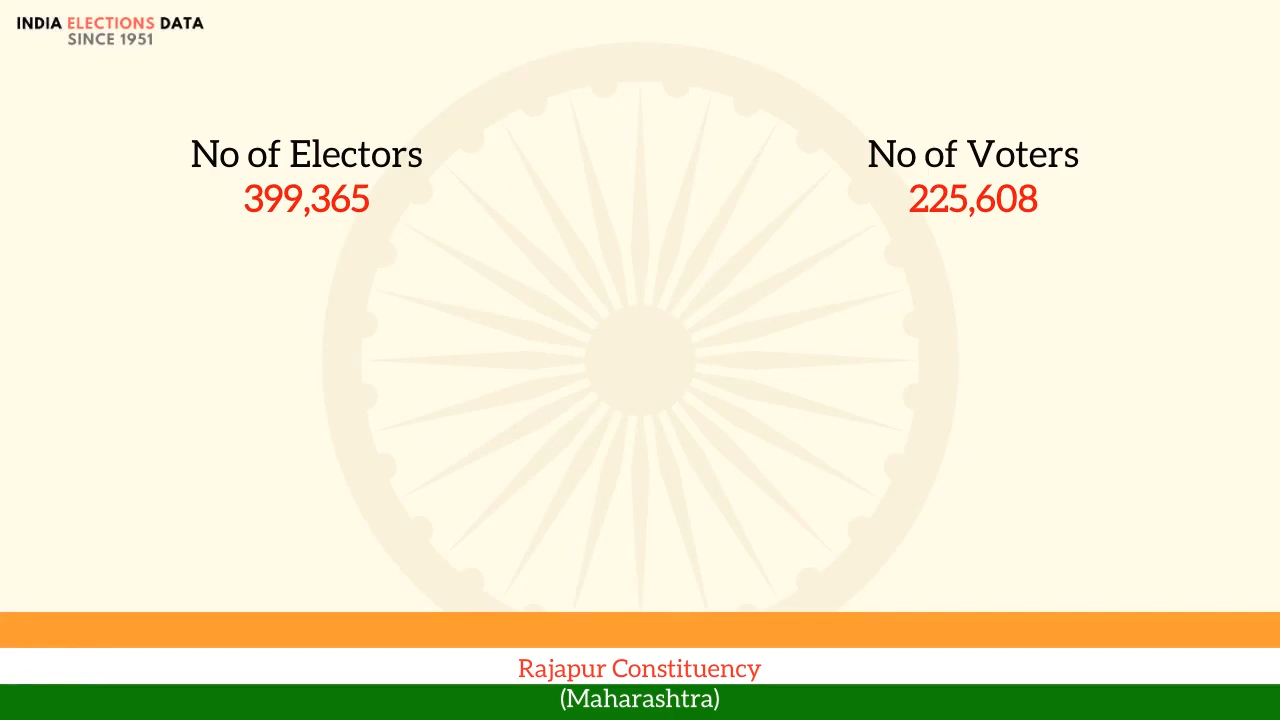 INDIA ELECTIONS DATA
SINCE 1951
No of Electors
399,365
No of Voters
225,608
Rajapur Constituency
(Maharashtra)